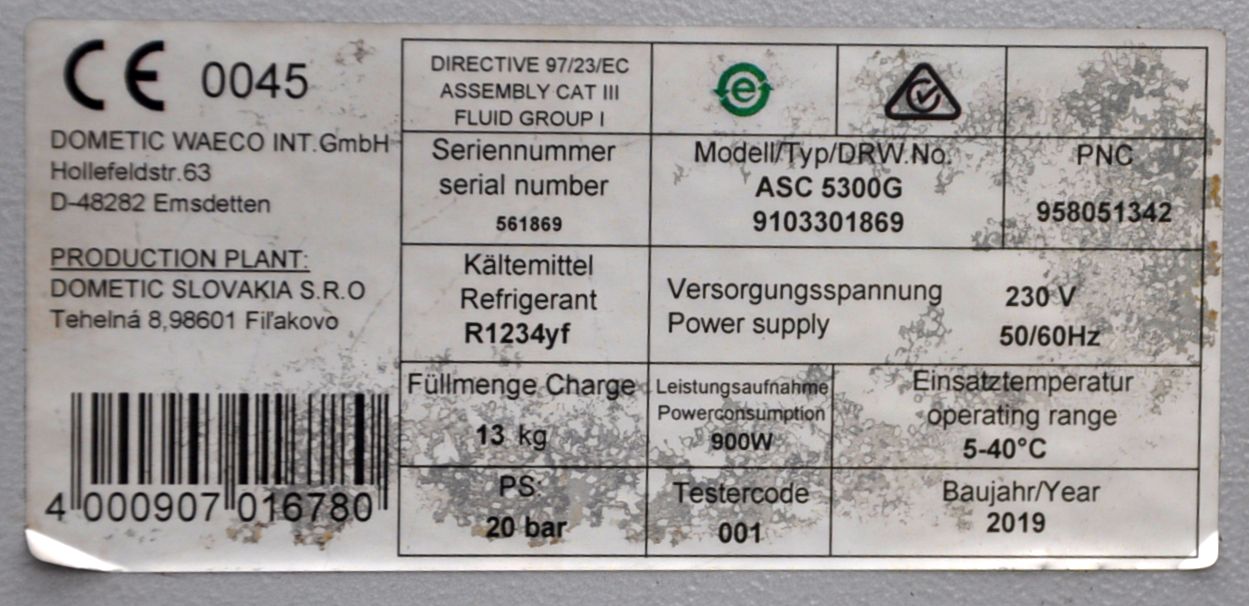 CE 0045
DOMETIC WAECO INT.GmbH
Hollefeldstr.63
D-48282 Emsdetten
PRODUCTION PLANT:
DOMETIC SLOVAKIA S.R.O
Tehelná 8,98601 Fiľakovo
4 000907 016780
DIRECTIVE 97/23/EC
ASSEMBLY CAT III
FLUID GROUP I
e
Seriennummer
serial number
561869
Modell/Typ/DRW.No.
ASC 5300G
9103301869
PNC
958051342
Kältemittel
Refrigerant
R1234yf
Versorgungsspannung 230 V
Power supply 50/60Hz
Füllmenge Charge
13 kg
Leistungsaufnahme
Powerconsumption
900W
Einsatztemperatur
operating range
5-40°C
PS:
20 bar
Testercode
001
Baujahr/Year
2019